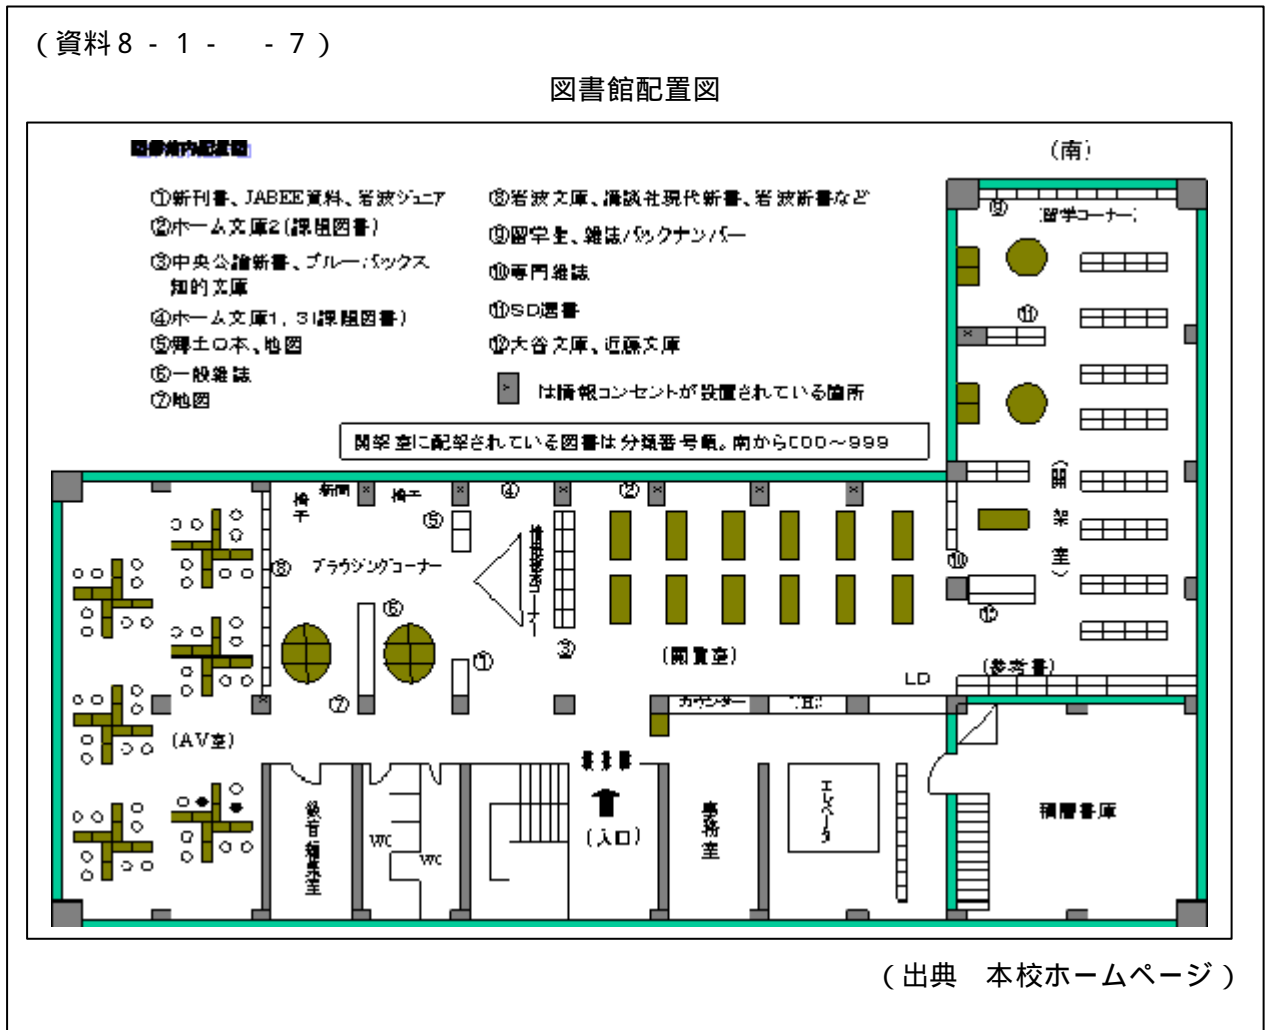 (資料8-1- -7)
図書館配置図
図書館内配置図
(南)
①新刊書、JABEE資料、岩波ジュニア
②ホーム文庫2(課題図書)
③中央公論新書、ブルーバックス
知的文庫
④ホーム文庫1, 3(課題図書)
⑤郷土の本、地図
⑥一般雑誌
⑦地図
⑧岩波文庫、講談社現代新書、岩波新書など
⑨留学生、雑誌バックナンバー
⑩専門雑誌
⑪SD選書
⑫大谷文庫、近藤文庫
は情報コンセントが設置されている箇所
開架室に配架されている図書は分類番号順。南から000~999
⑨
(留学コーナー)
⑪
(開架室)
⑩
⑫
(参考書)
椅子
新聞
椅子
④
②
⑤
⑧
ブラウジングコーナー
⑥
①
③
⑦
(閲覧室)
LD
カウンター
(AV室)
(入口)
事務室
エレベータ
積層書庫
WC
WC
(出典 本校ホームページ)